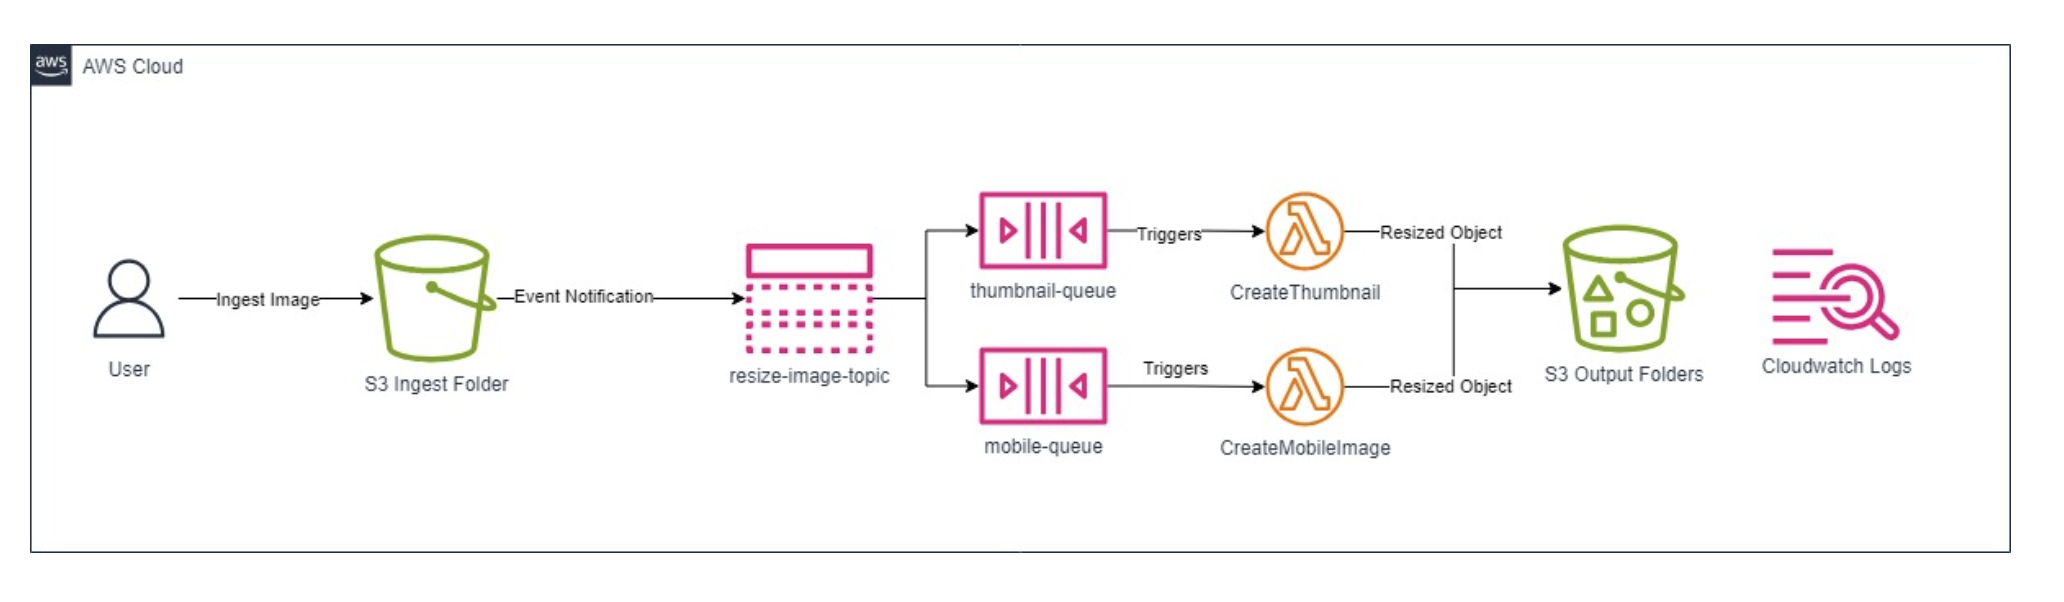 aws
AWS Cloud
User
Ingest Image
S3 Ingest Folder
Event Notification
resize-image-topic
thumbnail-queue
Triggers
CreateThumbnail
Resized Object
mobile-queue
Triggers
CreateMobileImage
Resized Object
S3 Output Folders
Cloudwatch Logs